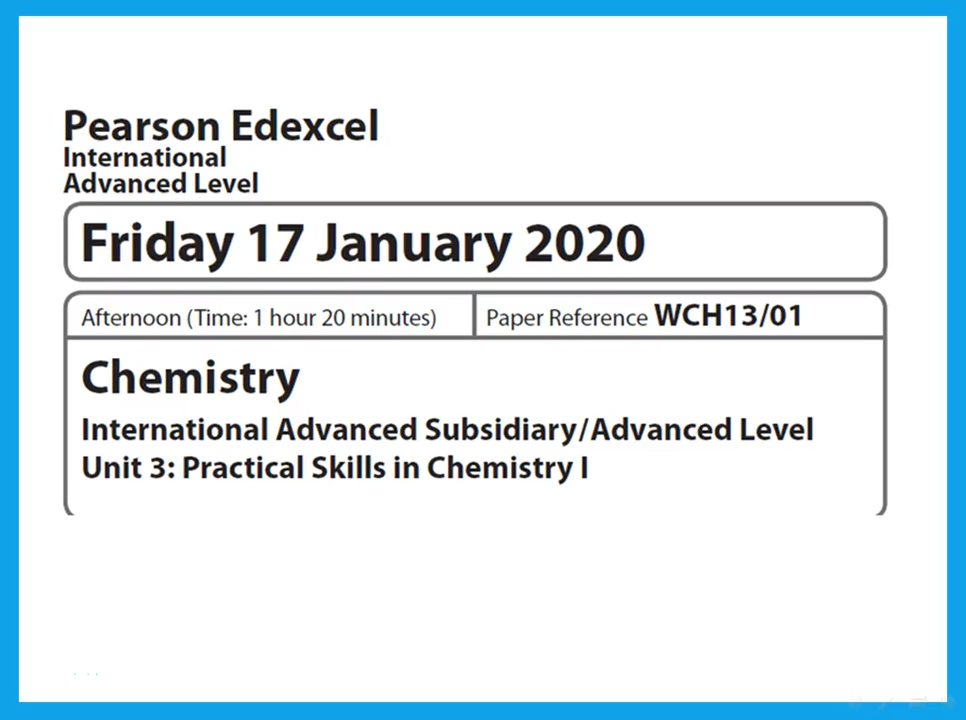 Pearson Edexcel
International
Advanced Level
Friday 17 January 2020
Afternoon (Time: 1 hour 20 minutes)
Paper Reference WCH13/01
Chemistry
International Advanced Subsidiary/Advanced Level
Unit 3: Practical Skills in Chemistry I